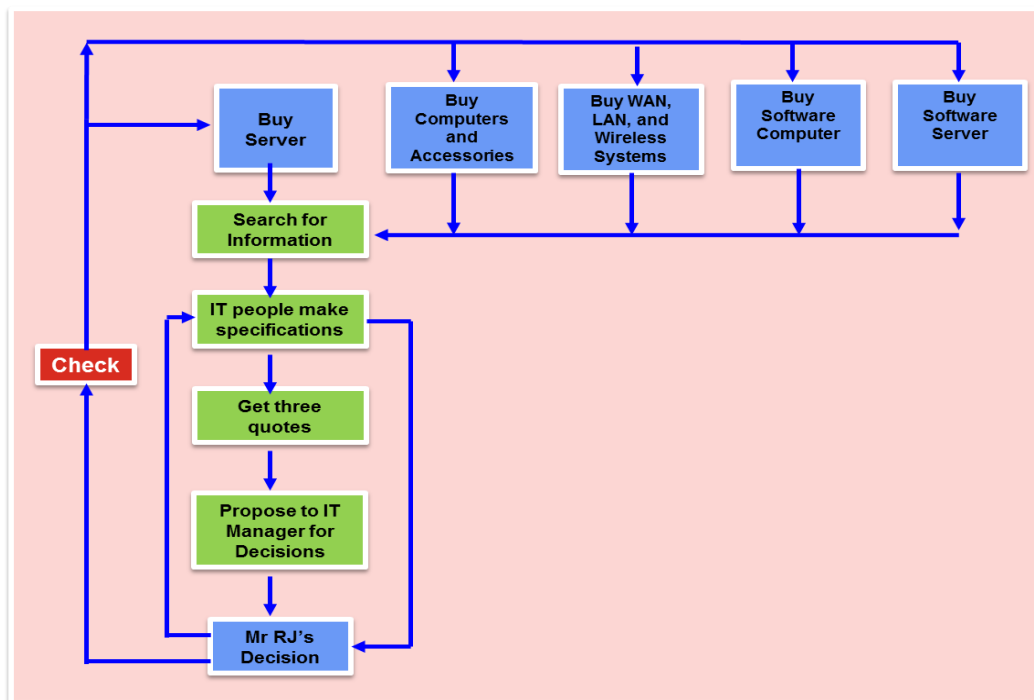 Buy
Server
Buy
Computers
and
Accessories
Buy WAN,
LAN, and
Wireless
Systems
Buy
Software
Computer
Buy
Software
Server
Search for
Information
IT people make
specifications
Check
Get three
quotes
Propose to IT
Manager for
Decisions
Mr RJ's
Decision